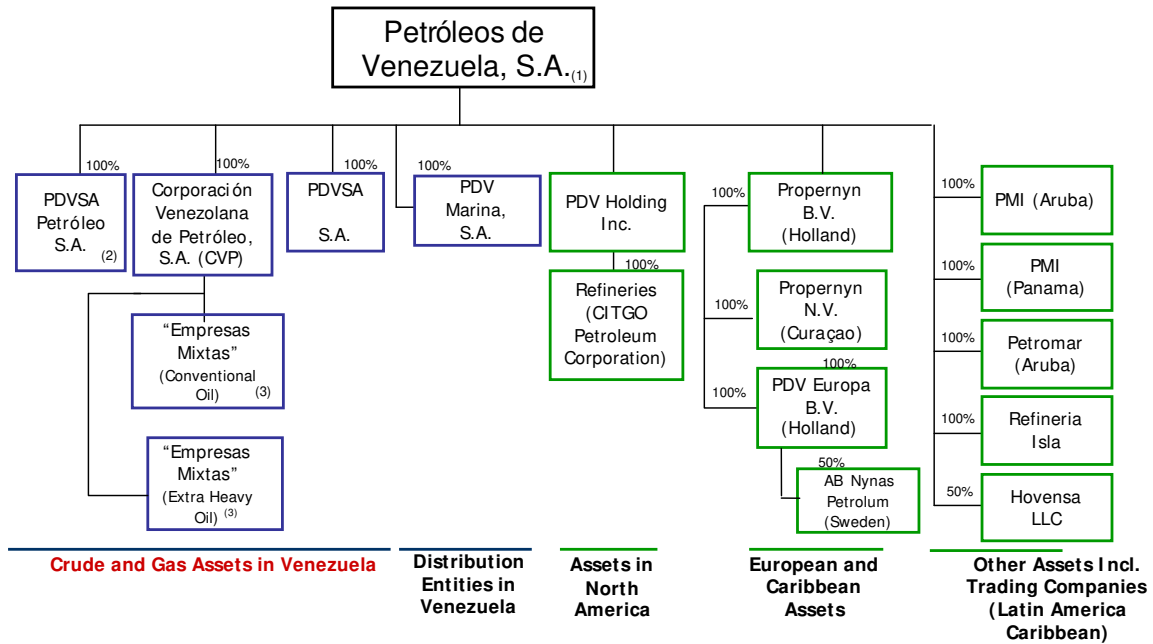 Petróleos de
Venezuela, S.A.(1)
100%
PDVSA
Petróleo
S.A. (2)
100%
Corporación
Venezolana
de Petróleo,
S.A. (CVP)
"Empresas
Mixtas"
(Conventional
Oil) (3)
"Empresas
Mixtas"
(Extra Heavy
Oil) (3)
100%
PDVSA
S.A.
100%
PDV
Marina,
S.A.
PDV Holding
Inc.
100%
Refineries
(CITGO
Petroleum
Corporation)
100%
Propernyn
B.V.
(Holland)
100%
Propernyn
N.V.
(Curaçao)
100%
100%
PDV Europa
B.V.
(Holland)
50%
AB Nynas
Petrolum
(Sweden)
100%
PMI (Aruba)
100%
PMI
(Panama)
100%
Petromar
(Aruba)
100%
Refineria
Isla
50%
Hovensa
LLC
Crude and Gas Assets in Venezuela
Distribution
Entities in
Venezuela
Assets in
North
America
European and
Caribbean
Assets
Other Assets Incl.
Trading Companies
(Latin America
Caribbean)